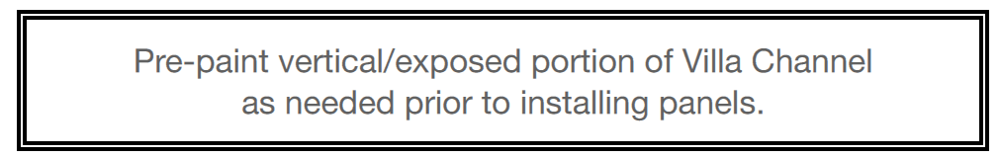 Pre-paint vertical/exposed portion of Villa Channel
as needed prior to installing panels.